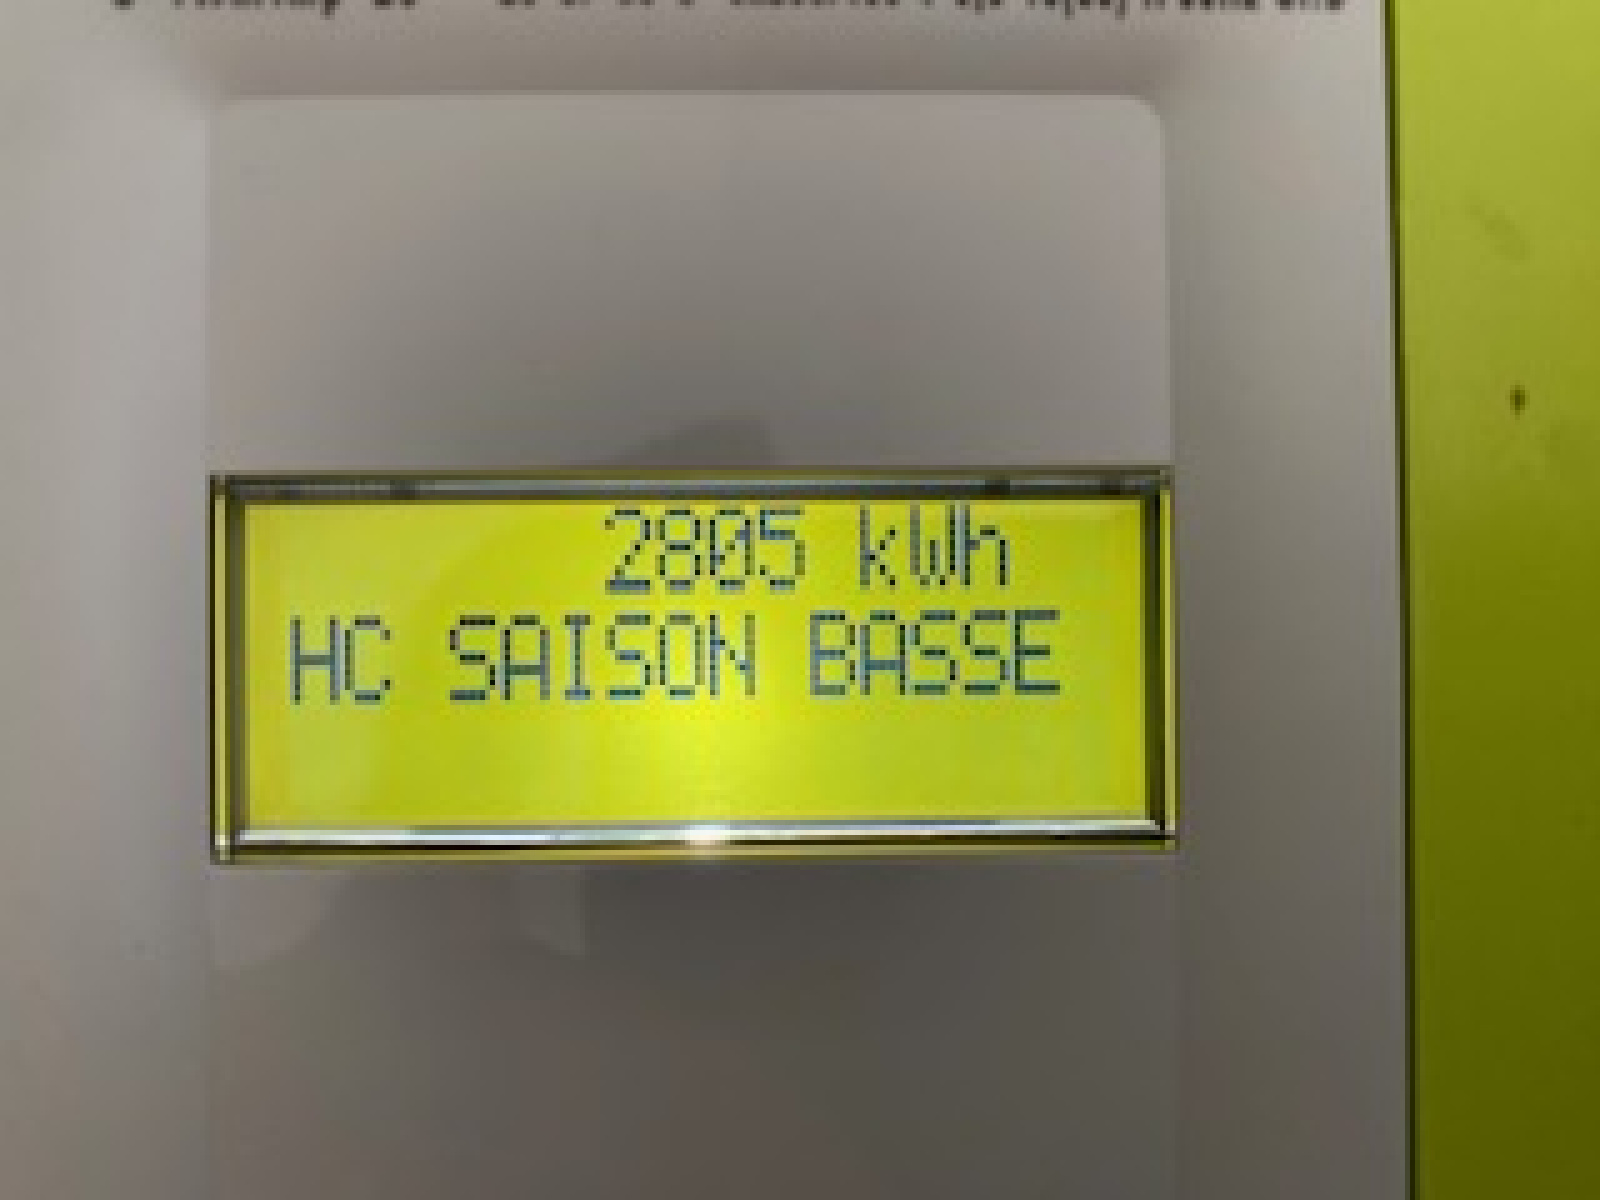 2805 kWh
HC SAISON BASSE